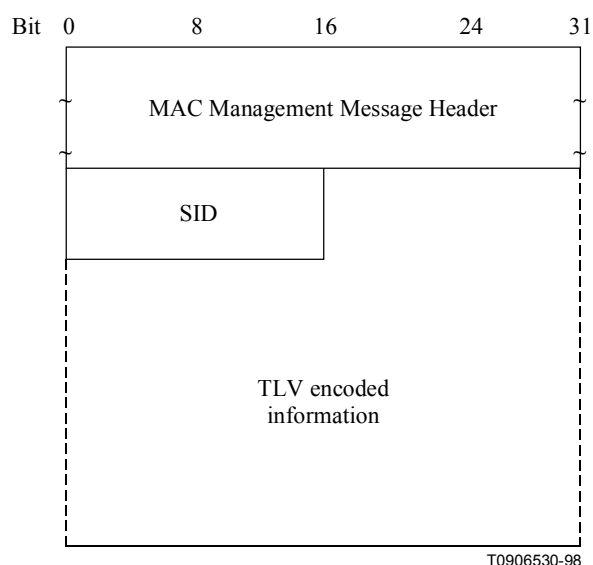 Bit 0 8 16 24 31
MAC Management Message Header
SID
TLV encoded
information
T0906530-98